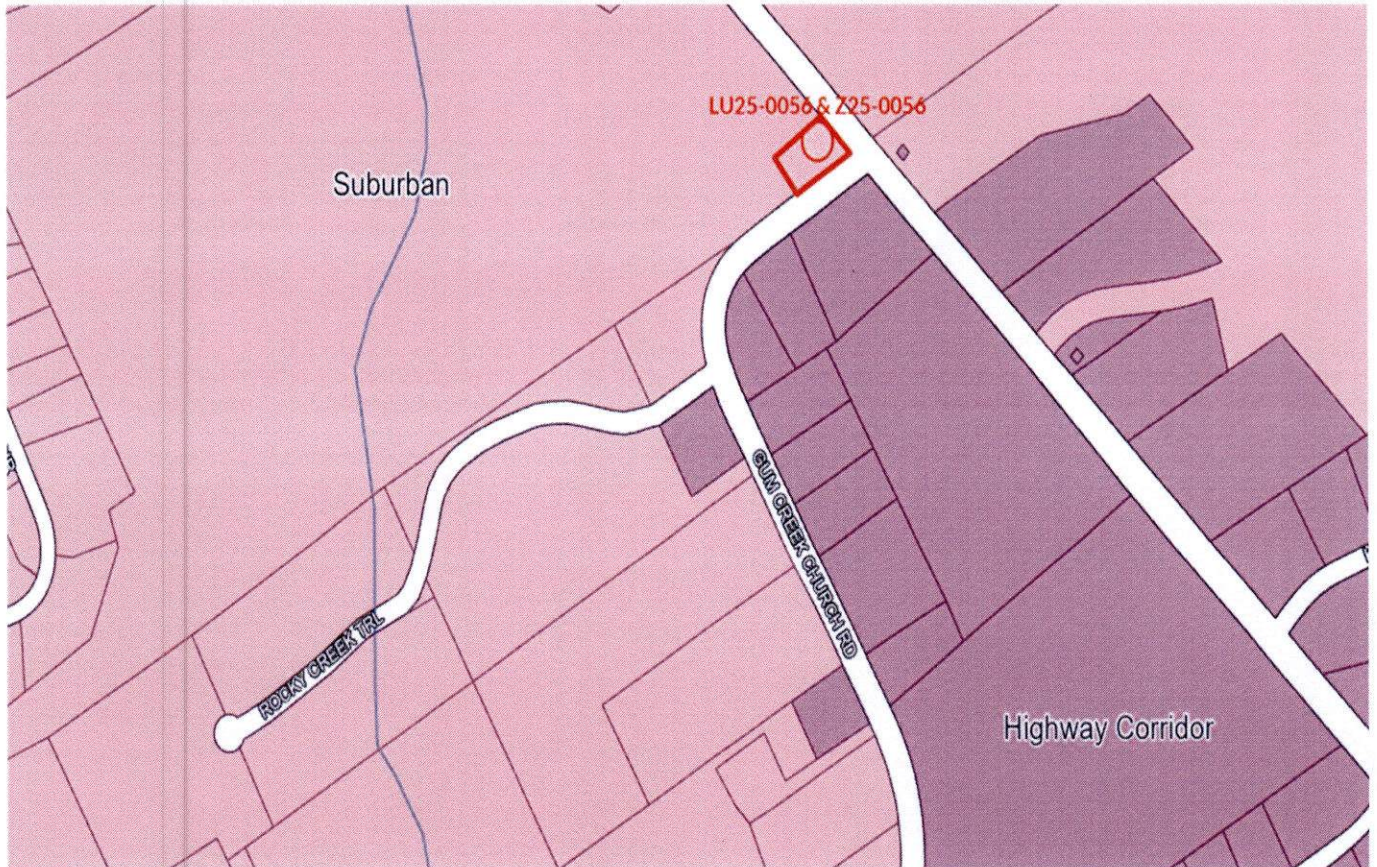 LU25-0056 & Z25-0056
Suburban
GUM CREEK CHURCH RD
ROCKY CREEK TRL
Highway Corridor